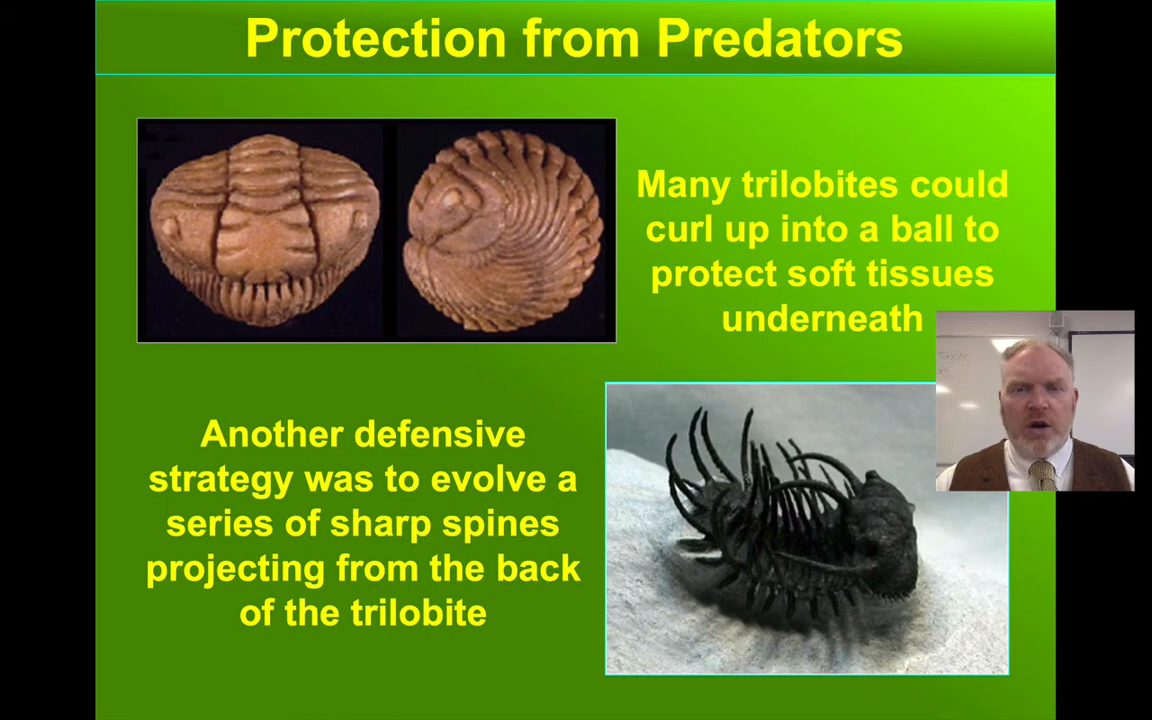 Protection from Predators
Many trilobites could
curl up into a ball to
protect soft tissues
underneath
Another defensive
strategy was to evolve a
series of sharp spines
projecting from the back
of the trilobite